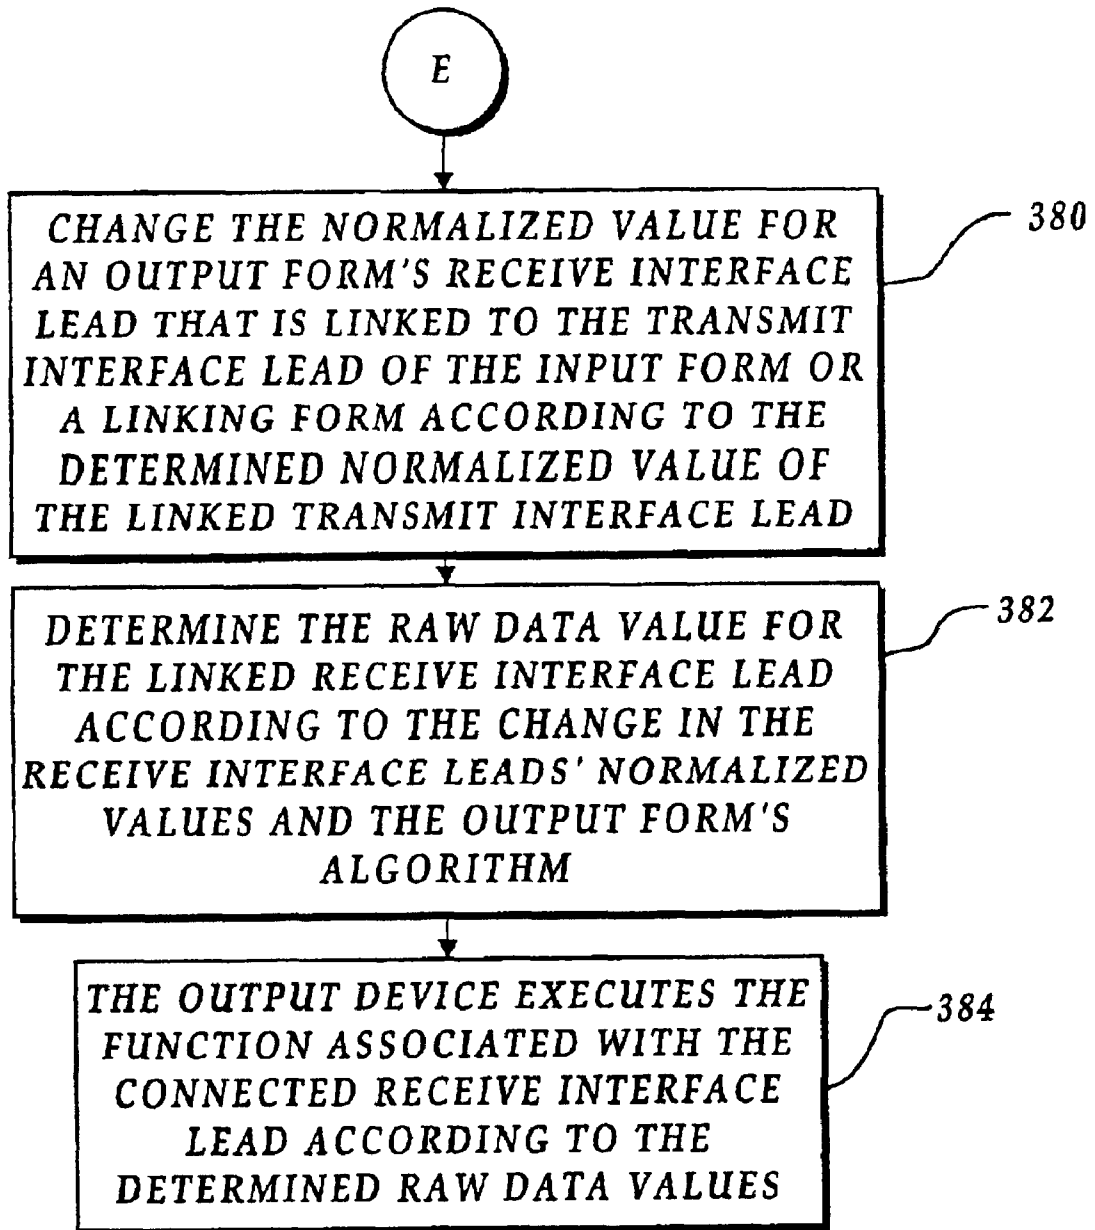 E
CHANGE THE NORMALIZED VALUE FOR
AN OUTPUT FORM'S RECEIVE INTERFACE
LEAD THAT IS LINKED TO THE TRANSMIT
INTERFACE LEAD OF THE INPUT FORM OR
A LINKING FORM ACCORDING TO THE
DETERMINED NORMALIZED VALUE OF
THE LINKED TRANSMIT INTERFACE LEAD
380
DETERMINE THE RAW DATA VALUE FOR
THE LINKED RECEIVE INTERFACE LEAD
ACCORDING TO THE CHANGE IN THE
RECEIVE INTERFACE LEADS' NORMALIZED
VALUES AND THE OUTPUT FORM'S
ALGORITHM
382
THE OUTPUT DEVICE EXECUTES THE
FUNCTION ASSOCIATED WITH THE
CONNECTED RECEIVE INTERFACE
LEAD ACCORDING TO THE
DETERMINED RAW DATA VALUES
384